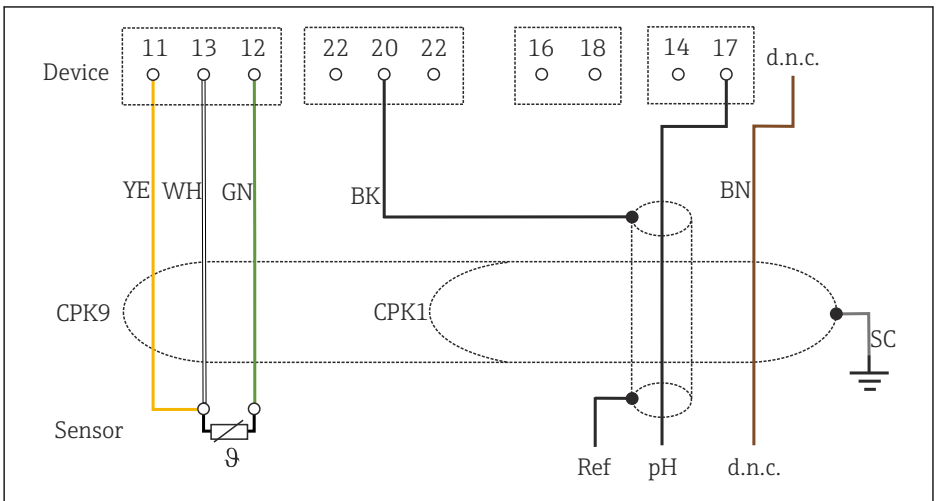 11 13 12 22 20 22 16 18 14 17 d.n.c.
Device
YE WH GN BK BN
CPK9 CPK1
SC
Sensor
ϑ Ref pH d.n.c.